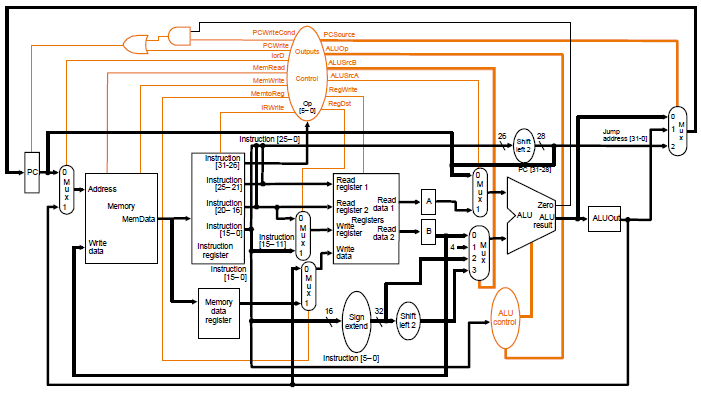 PCWriteCond
PCWrite
IorD
MemRead
MemWrite
MemtoReg
IRWrite
Outputs
Control
Op
[5–0]
PCSource
ALUOp
ALUSrcB
ALUSrcA
RegWrite
RegDst
PC
0
M
u
x
1
Address
Memory
MemData
Write
data
Instruction [25–0]
Instruction
[31-26]
Instruction
[25–21]
Instruction
[20–16]
Instruction
[15–0]
Instruction
register
Instruction
[15–0]
Memory
data
register
Instruction
[15–11]
0
M
u
x
1
0
M
u
x
1
Read
register 1
Read
register 2
Registers
Write
register
Write
data
Read
data 1
Read
data 2
A
B
4
0
M
u
x
1
0
1
M
u
x
2
3
16
Sign
extend
32
Shift
left 2
Instruction [5–0]
26
Shift
left 2
28
Jump
address [31-0]
PC [31-28]
Zero
ALU
ALU
result
ALUOut
ALU
control
0
1
M
u
x
2